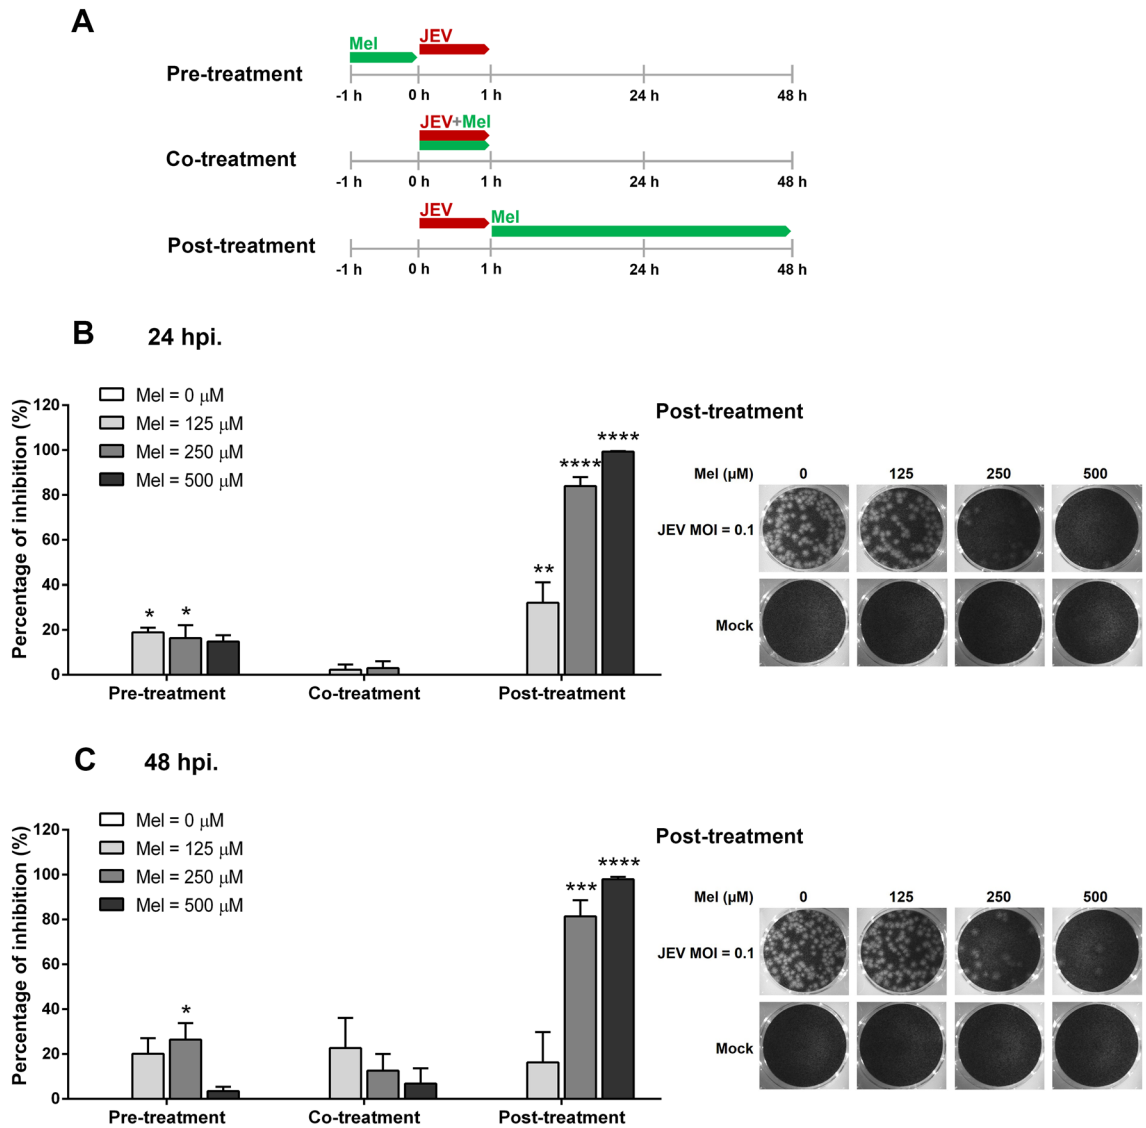 A
Mel
JEV
Pre-treatment
-1 h 0 h 1 h 24 h 48 h
JEV+Mel
Co-treatment
-1 h 0 h 1 h 24 h 48 h
JEV
Mel
Post-treatment
-1 h 0 h 1 h 24 h 48 h
B
24 hpi.
Mel = 0 μM
Mel = 125 μM
Mel = 250 μM
Mel = 500 μM
Percentage of inhibition (%)
120
100
80
60
40
20
0
*
*
**
****
****
Pre-treatment Co-treatment Post-treatment
Post-treatment
Mel (μM) 0 125 250 500
JEV MOI = 0.1
Mock
C
48 hpi.
Mel = 0 μM
Mel = 125 μM
Mel = 250 μM
Mel = 500 μM
Percentage of inhibition (%)
120
100
80
60
40
20
0
*
***
****
Pre-treatment Co-treatment Post-treatment
Post-treatment
Mel (μM) 0 125 250 500
JEV MOI = 0.1
Mock